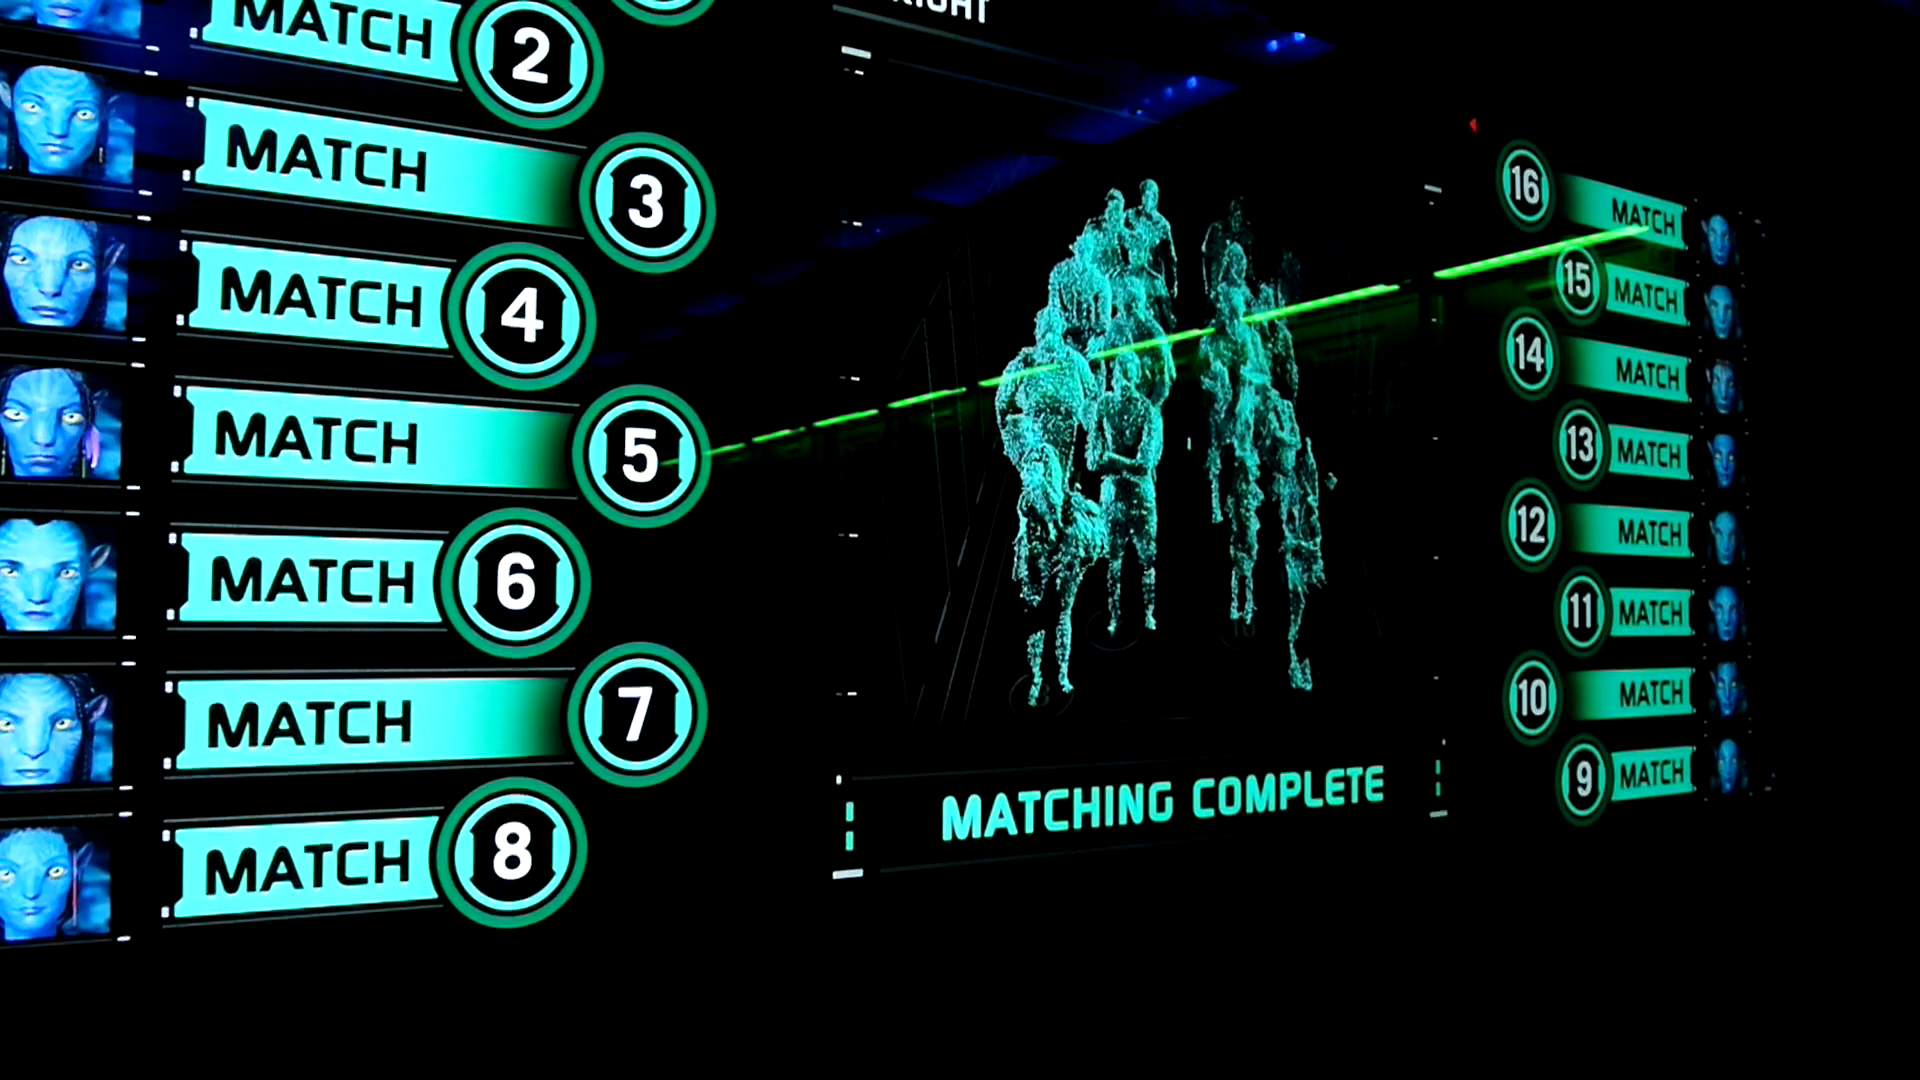 MATCH 2
MATCH 3
MATCH 4
MATCH 5
MATCH 6
MATCH 7
MATCH 8
16 MATCH
15 MATCH
14 MATCH
13 MATCH
12 MATCH
11 MATCH
10 MATCH
9 MATCH
MATCHING COMPLETE